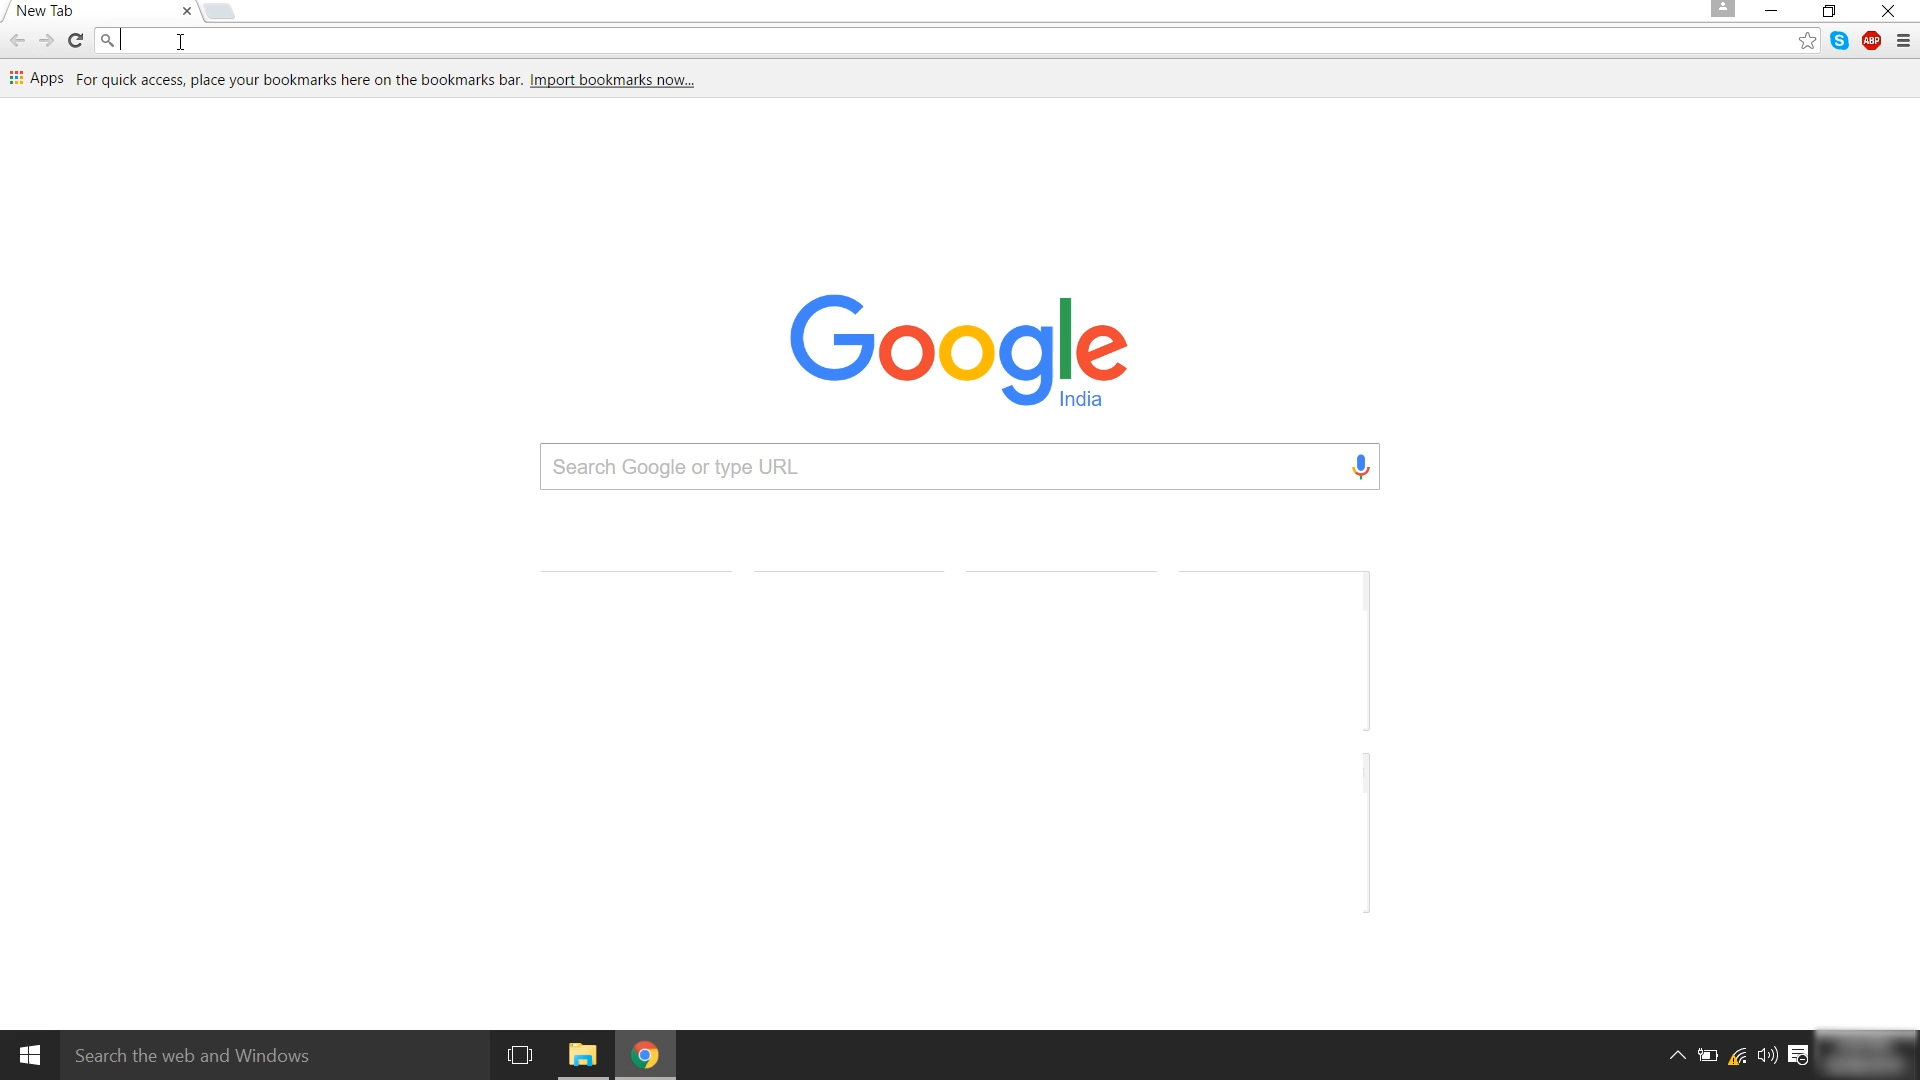 New Tab
Apps For quick access, place your bookmarks here on the bookmarks bar. Import bookmarks now...
S
ABP
Google
India
Search Google or type URL
Search the web and Windows